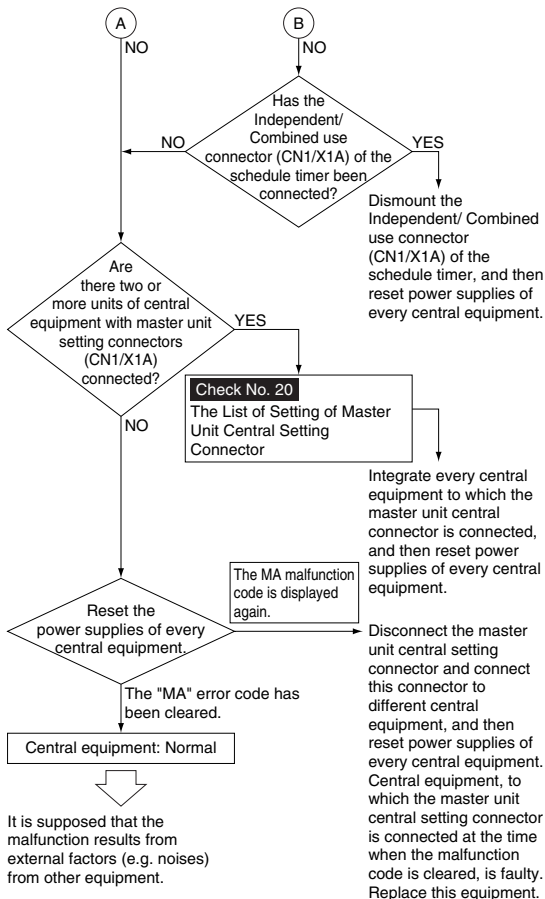 A
B
NO
NO
Has the
Independent/
Combined use
connector (CN1/X1A) of the
schedule timer been
connected?
NO
YES
Dismount the
Independent/ Combined
use connector
(CN1/X1A) of the
schedule timer, and then
reset power supplies of
every central equipment.
Are
there two or
more units of central
equipment with master unit
setting connectors
(CN1/X1A)
connected?
YES
NO
Check No. 20
The List of Setting of Master
Unit Central Setting
Connector
Integrate every central
equipment to which the
master unit central
connector is connected,
and then reset power
supplies of every central
equipment.
Reset the
power supplies of every
central equipment.
The MA malfunction
code is displayed
again.
Disconnect the master
unit central setting
connector and connect
this connector to
different central
equipment, and then
reset power supplies of
every central equipment.
Central equipment, to
which the master unit
central setting connector
is connected at the time
when the malfunction
code is cleared, is faulty.
Replace this equipment.
The "MA" error code has
been cleared.
Central equipment: Normal
It is supposed that the
malfunction results from
external factors (e.g. noises)
from other equipment.